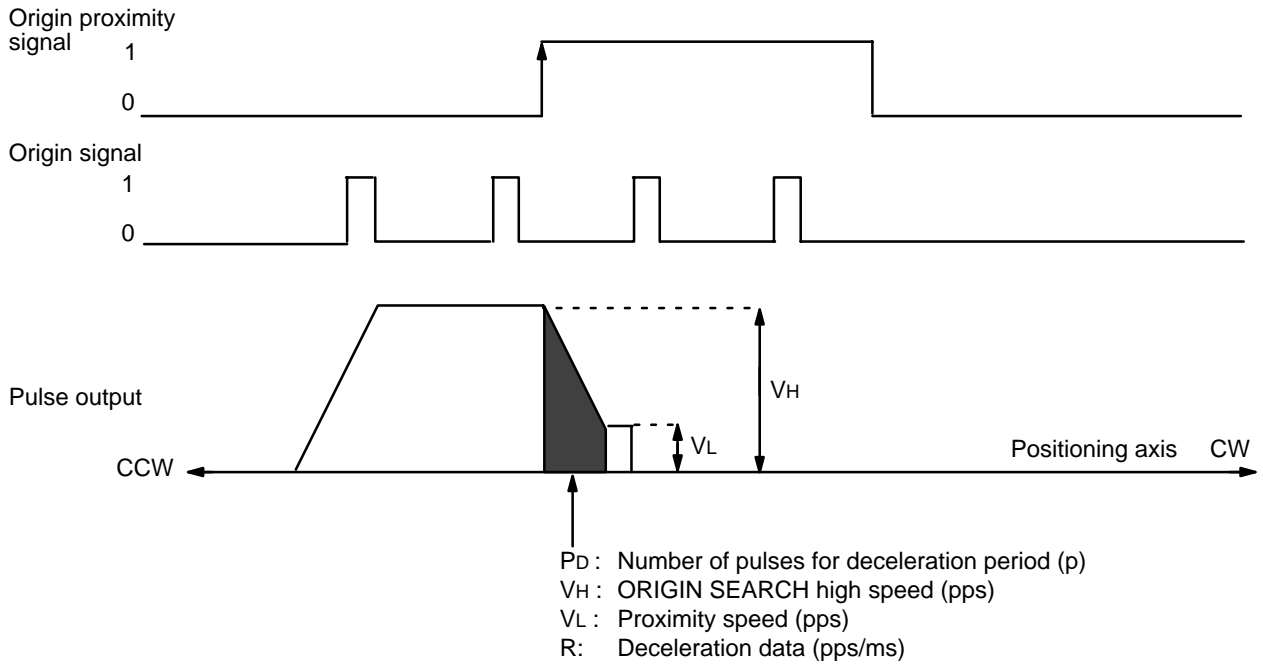 Origin proximity
signal
1
0
Origin signal
1
0
Pulse output
VH
VL
CCW
Positioning axis CW
PD : Number of pulses for deceleration period (p)
VH : ORIGIN SEARCH high speed (pps)
VL : Proximity speed (pps)
R: Deceleration data (pps/ms)